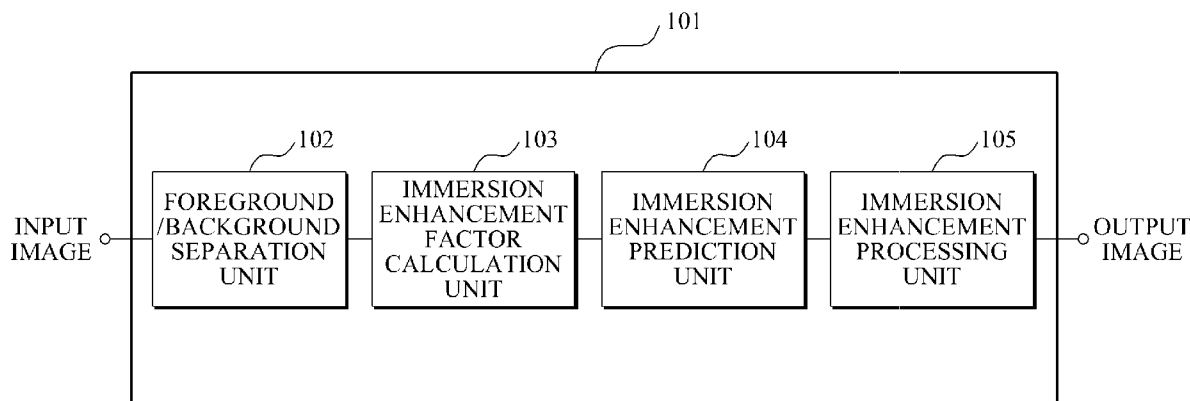 101
102
103
104
105
INPUT
IMAGE
FOREGROUND
/BACKGROUND
SEPARATION
UNIT
IMMERSION
ENHANCEMENT
FACTOR
CALCULATION
UNIT
IMMERSION
ENHANCEMENT
PREDICTION
UNIT
IMMERSION
ENHANCEMENT
PROCESSING
UNIT
OUTPUT
IMAGE